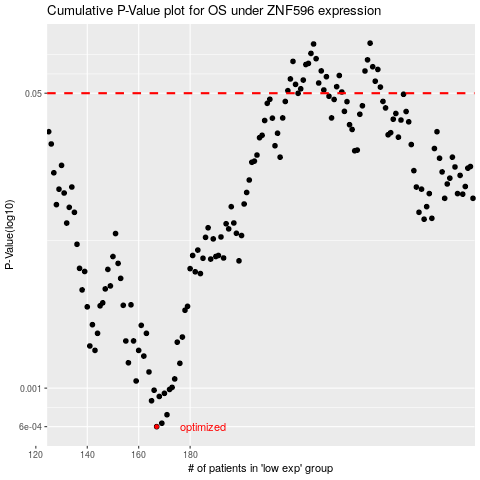 Cumulative P-Value plot for OS under ZNF596 expression
0.05
P-Value(log10)
0.001
6e-04
optimized
120 140 160 180
# of patients in 'low exp' group